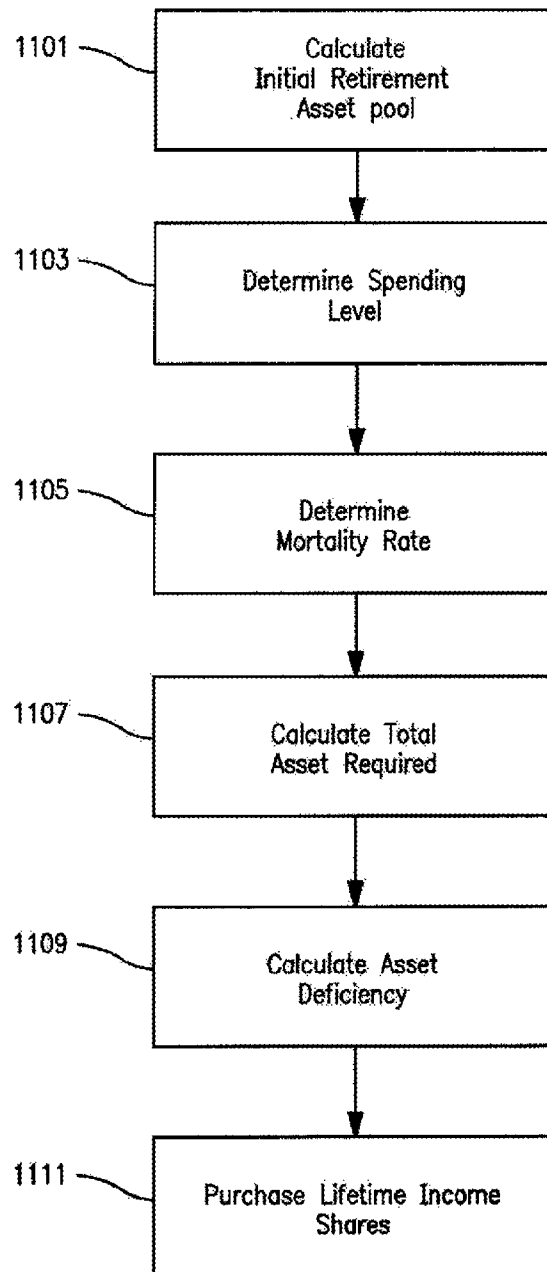 1101
Calculate
Initial Retirement
Asset pool
1103
Determine Spending
Level
1105
Determine
Mortality Rate
1107
Calculate Total
Asset Required
1109
Calculate Asset
Deficiency
1111
Purchase Lifetime Income
Shares